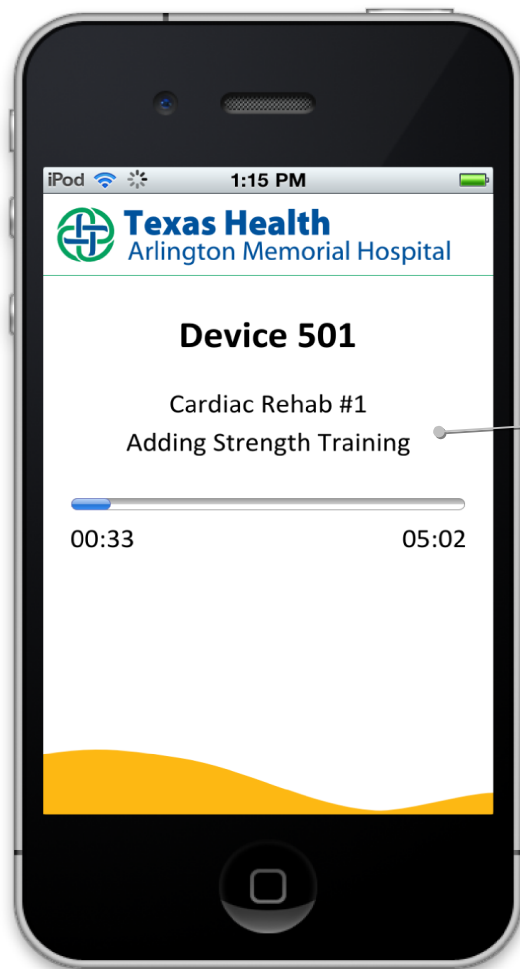 iPod 1:15 PM
Texas Health
Arlington Memorial Hospital
Device 501
Cardiac Rehab #1
Adding Strength Training
00:33 05:02